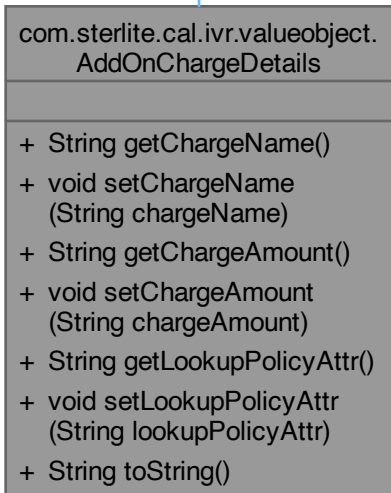 com.sterlite.cal.ivr.valueobject.
AddOnChargeDetails
+ String getChargeName()
+ void setChargeName
(String chargeName)
+ String getChargeAmount()
+ void setChargeAmount
(String chargeAmount)
+ String getLookupPolicyAttr()
+ void setLookupPolicyAttr
(String lookupPolicyAttr)
+ String toString()